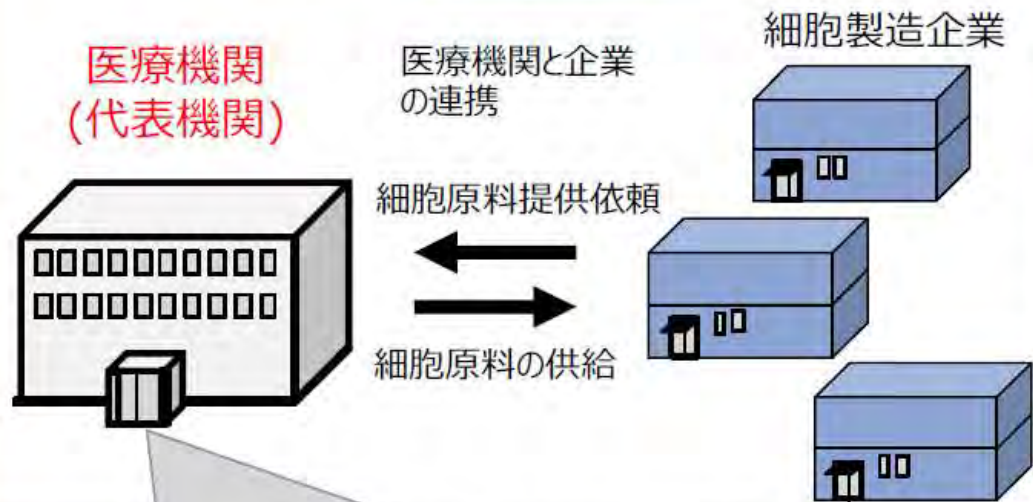 医療機関
(代表機関)
医療機関と企業
の連携
細胞製造企業
細胞原料提供依頼
細胞原料の供給